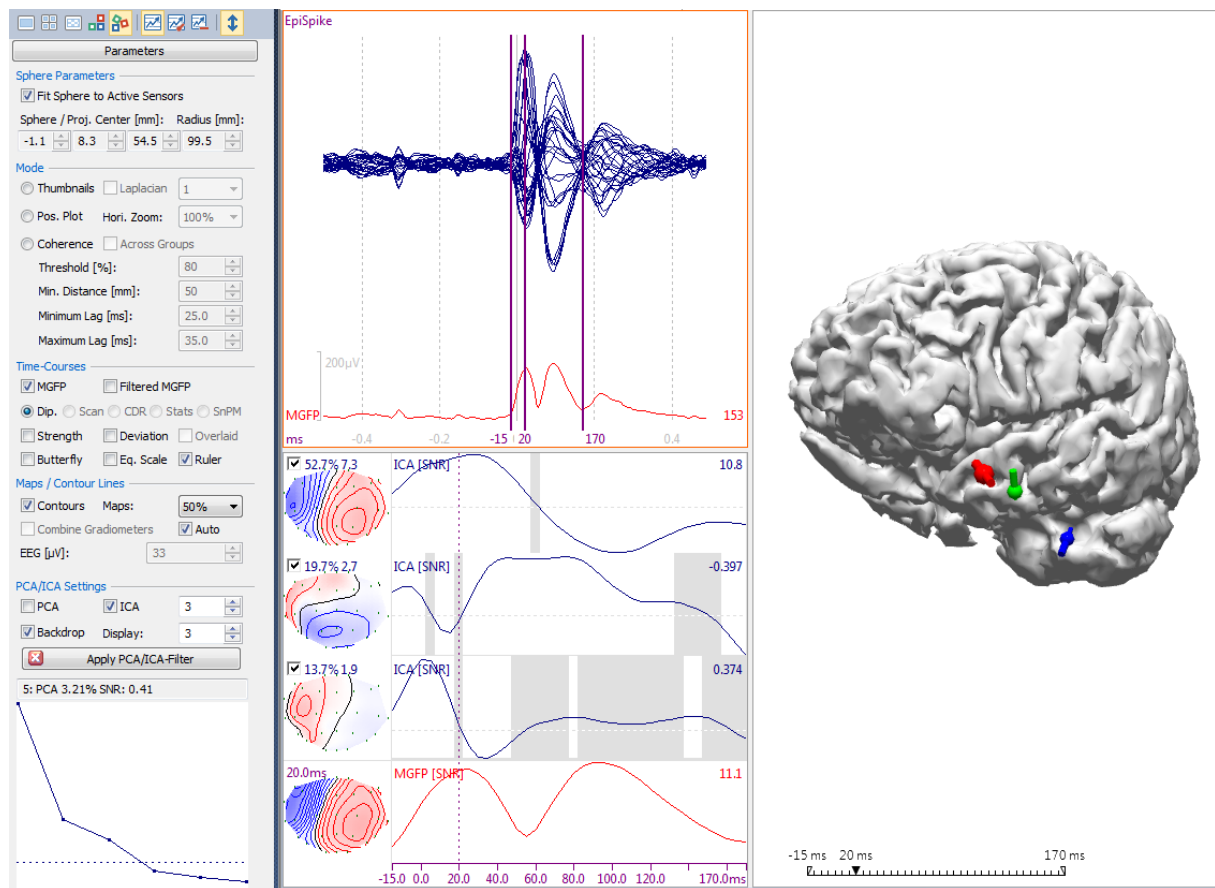 Parameters
Sphere Parameters
Fit Sphere to Active Sensors
Sphere / Proj. Center [mm]: Radius [mm]:
-1.1 8.3 54.5 99.5
Mode
Thumbnails Laplacian 1
Pos. Plot Hori. Zoom: 100%
Coherence Across Groups
Threshold [%]: 80
Min. Distance [mm]: 50
Minimum Lag [ms]: 25.0
Maximum Lag [ms]: 35.0
Time-Courses
MGFP Filtered MGFP
Dip. Scan CDR Stats SnPM
Strength Deviation Overlaid
Butterfly Eq. Scale Ruler
Maps / Contour Lines
Contours Maps: 50%
Combine Gradiometers Auto
EEG [µV]: 33
PCA/ICA Settings
PCA ICA 3
Backdrop Display: 3
Apply PCA/ICA-Filter
5: PCA 3.21% SNR: 0.41
EpiSpike
200µV
MGFP 153
ms -0.4 -0.2 -15 20 170 0.4
52.7% 7.3 ICA [SNR] 10.8
19.7% 2.7 ICA [SNR] -0.397
13.7% 1.9 ICA [SNR] 0.374
20.0ms MGFP [SNR] 11.1
-15.0 0.0 20.0 40.0 60.0 80.0 100.0 120.0 170.0ms
-15 ms 20 ms 170 ms